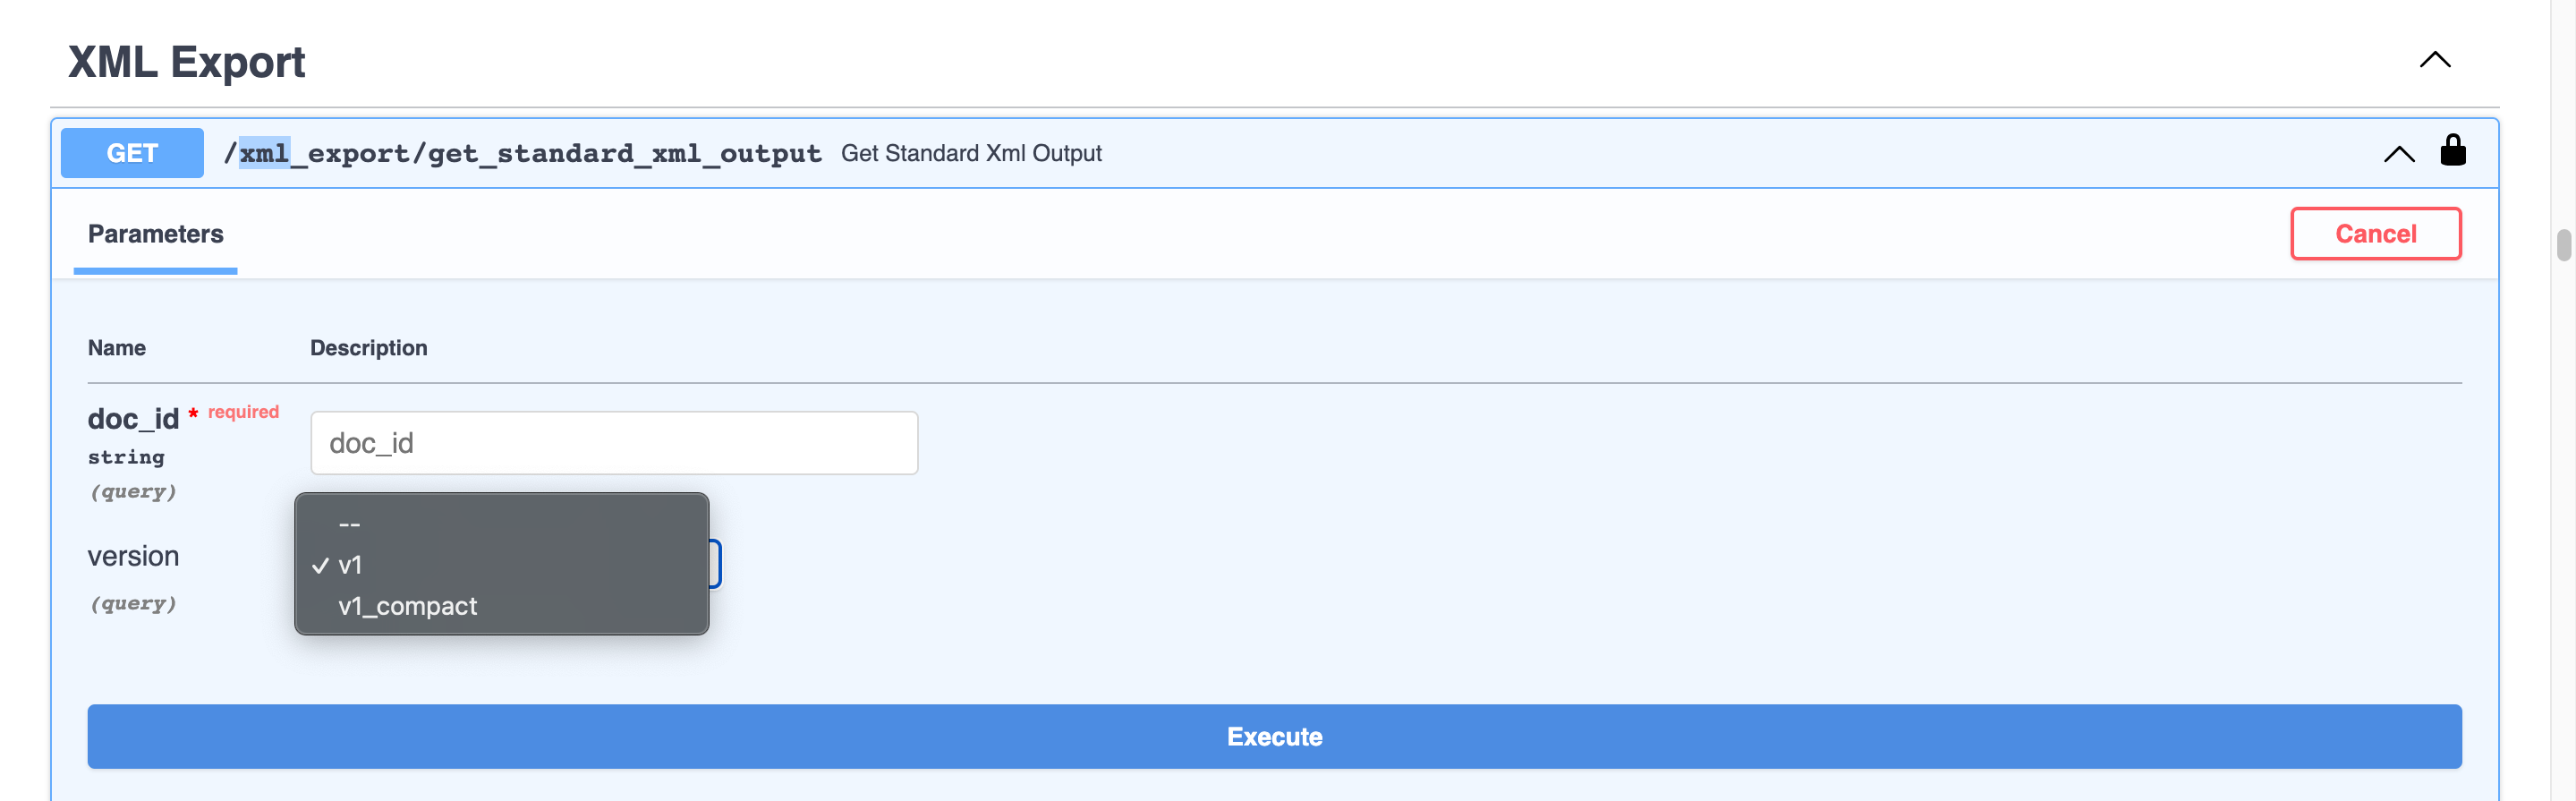 XML Export
GET /xml_export/get_standard_xml_output Get Standard Xml Output
Parameters
Cancel
Name Description
doc_id * required
string
(query)
doc_id
version
(query)
--
✓ v1
v1_compact
Execute